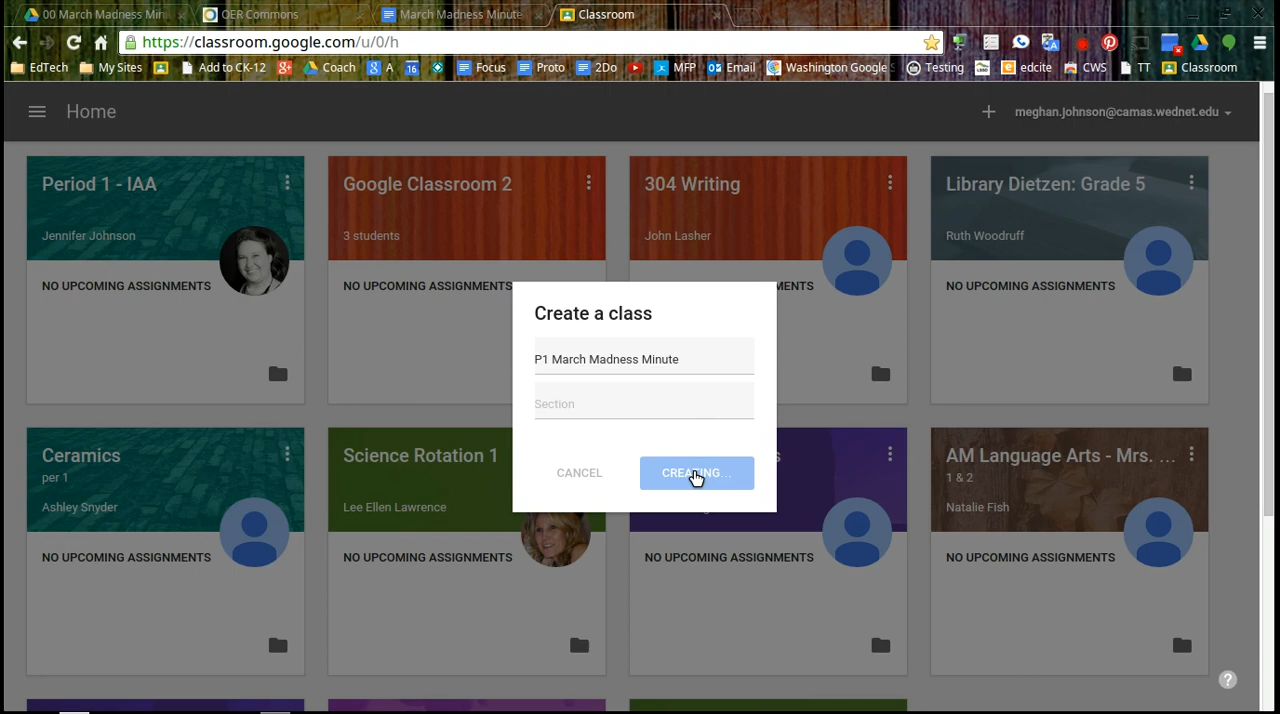 00 March Madness Min
OER Commons
March Madness Minute
Classroom
https://classroom.google.com/u/0/h
EdTech
My Sites
Add to CK-12
Coach
A
16
Focus
Proto
2Do
MFP
Email
Washington Google
Testing
edcite
CWS
TT
Classroom
Home
+ meghan.johnson@camas.wednet.edu
Period 1 - IAA
Jennifer Johnson
NO UPCOMING ASSIGNMENTS
Google Classroom 2
3 students
NO UPCOMING ASSIGNMENTS
304 Writing
John Lasher
MENTS
Library Dietzen: Grade 5
Ruth Woodruff
NO UPCOMING ASSIGNMENTS
Create a class
P1 March Madness Minute
Section
CANCEL
CREATING...
Ceramics
per 1
Ashley Snyder
NO UPCOMING ASSIGNMENTS
Science Rotation 1
Lee Ellen Lawrence
NO UPCOMING ASSIGNMENTS
s
NO UPCOMING ASSIGNMENTS
AM Language Arts - Mrs. ...
1 & 2
Natalie Fish
NO UPCOMING ASSIGNMENTS
?